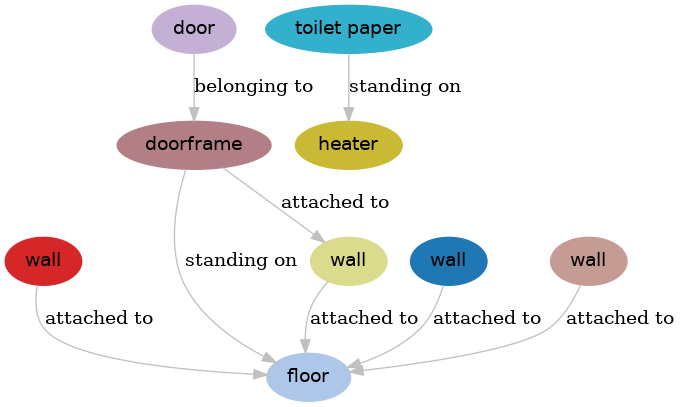 door
toilet paper
belonging to
standing on
doorframe
heater
attached to
wall
standing on
wall
wall
wall
attached to
attached to
attached to
attached to
floor